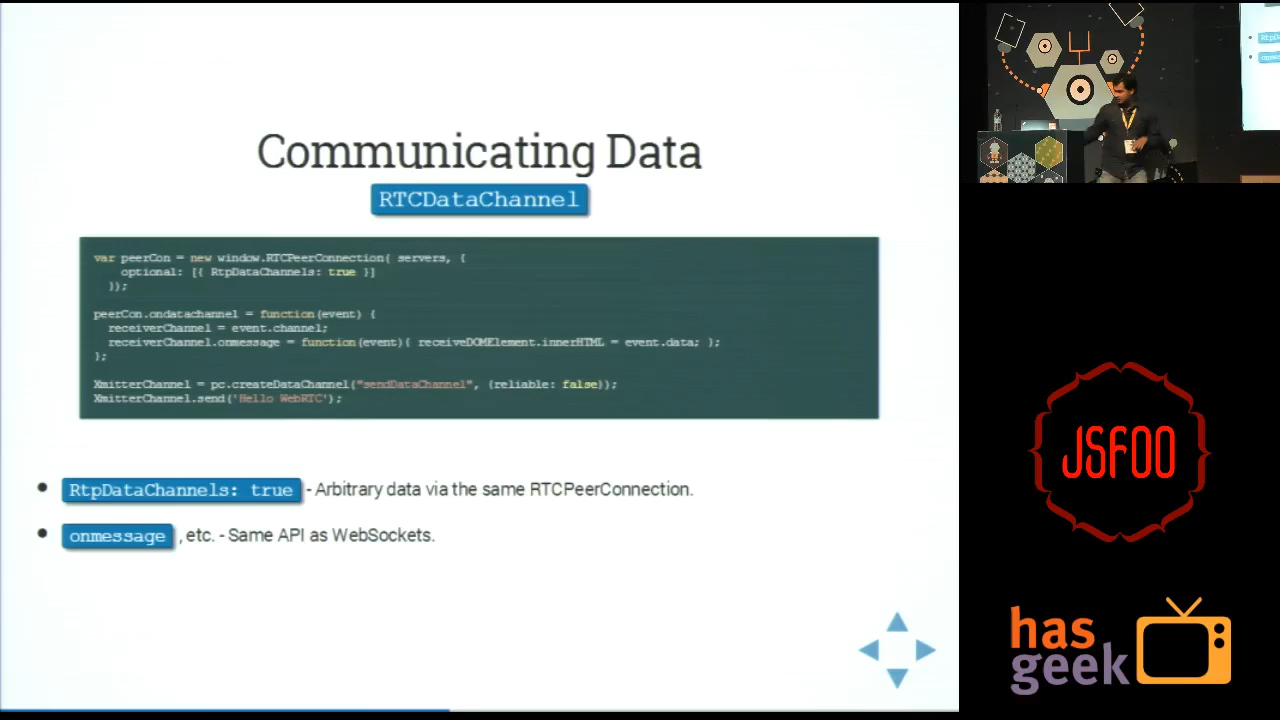 Communicating Data
RTCDataChannel
var peerCon = new window.RTCPeerConnection( servers, {
optional: [{ RtpDataChannels: true }]
});
peerCon.ondatachannel = function(event) {
receiverChannel = event.channel;
receiverChannel.onmessage = function(event){ receiveDOMElement.innerHTML = event.data; };
};
XmitterChannel = pc.createDataChannel("sendDataChannel", {reliable: false});
XmitterChannel.send('Hello WebRTC');
RtpDataChannels: true - Arbitrary data via the same RTCPeerConnection.
onmessage , etc. - Same API as WebSockets.
JSFOO
has
geek